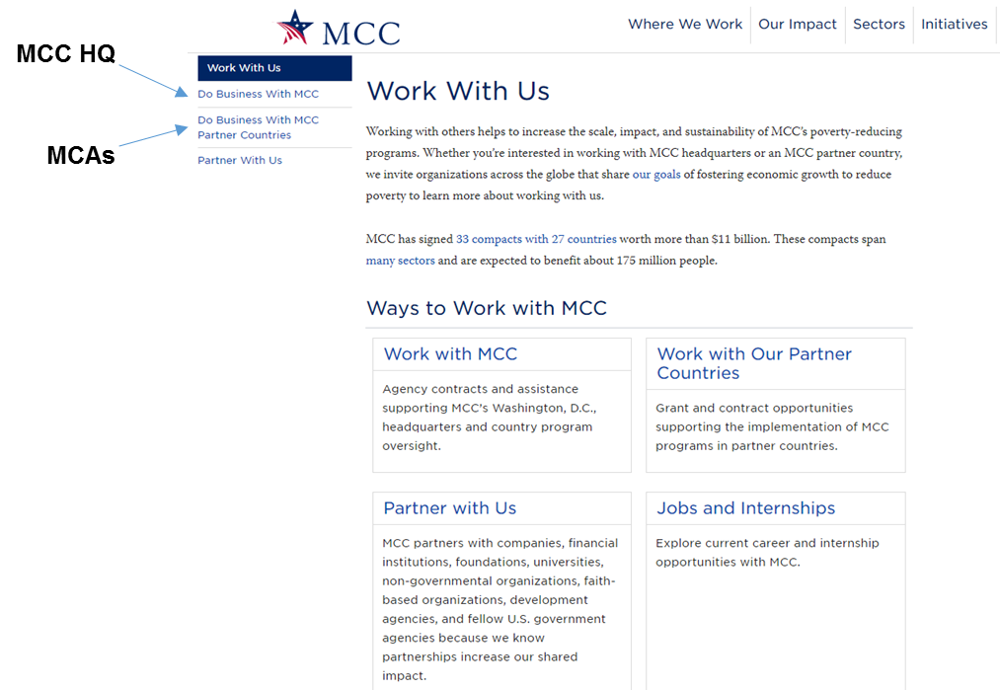 MCC
Where We Work
Our Impact
Sectors
Initiatives
MCC HQ
MCAs
Work With Us
Do Business With MCC
Do Business With MCC
Partner Countries
Partner With Us
Work With Us
Working with others helps to increase the scale, impact, and sustainability of MCC’s poverty-reducing
programs. Whether you’re interested in working with MCC headquarters or an MCC partner country,
we invite organizations across the globe that share our goals of fostering economic growth to reduce
poverty to learn more about working with us.
MCC has signed 33 compacts with 27 countries worth more than $11 billion. These compacts span
many sectors and are expected to benefit about 175 million people.
Ways to Work with MCC
Work with MCC
Agency contracts and assistance
supporting MCC's Washington, D.C.,
headquarters and country program
oversight.
Work with Our Partner
Countries
Grant and contract opportunities
supporting the implementation of MCC
programs in partner countries.
Partner with Us
MCC partners with companies, financial
institutions, foundations, universities,
non-governmental organizations, faith-
based organizations, development
agencies, and fellow U.S. government
agencies because we know
partnerships increase our shared
impact.
Jobs and Internships
Explore current career and internship
opportunities with MCC.